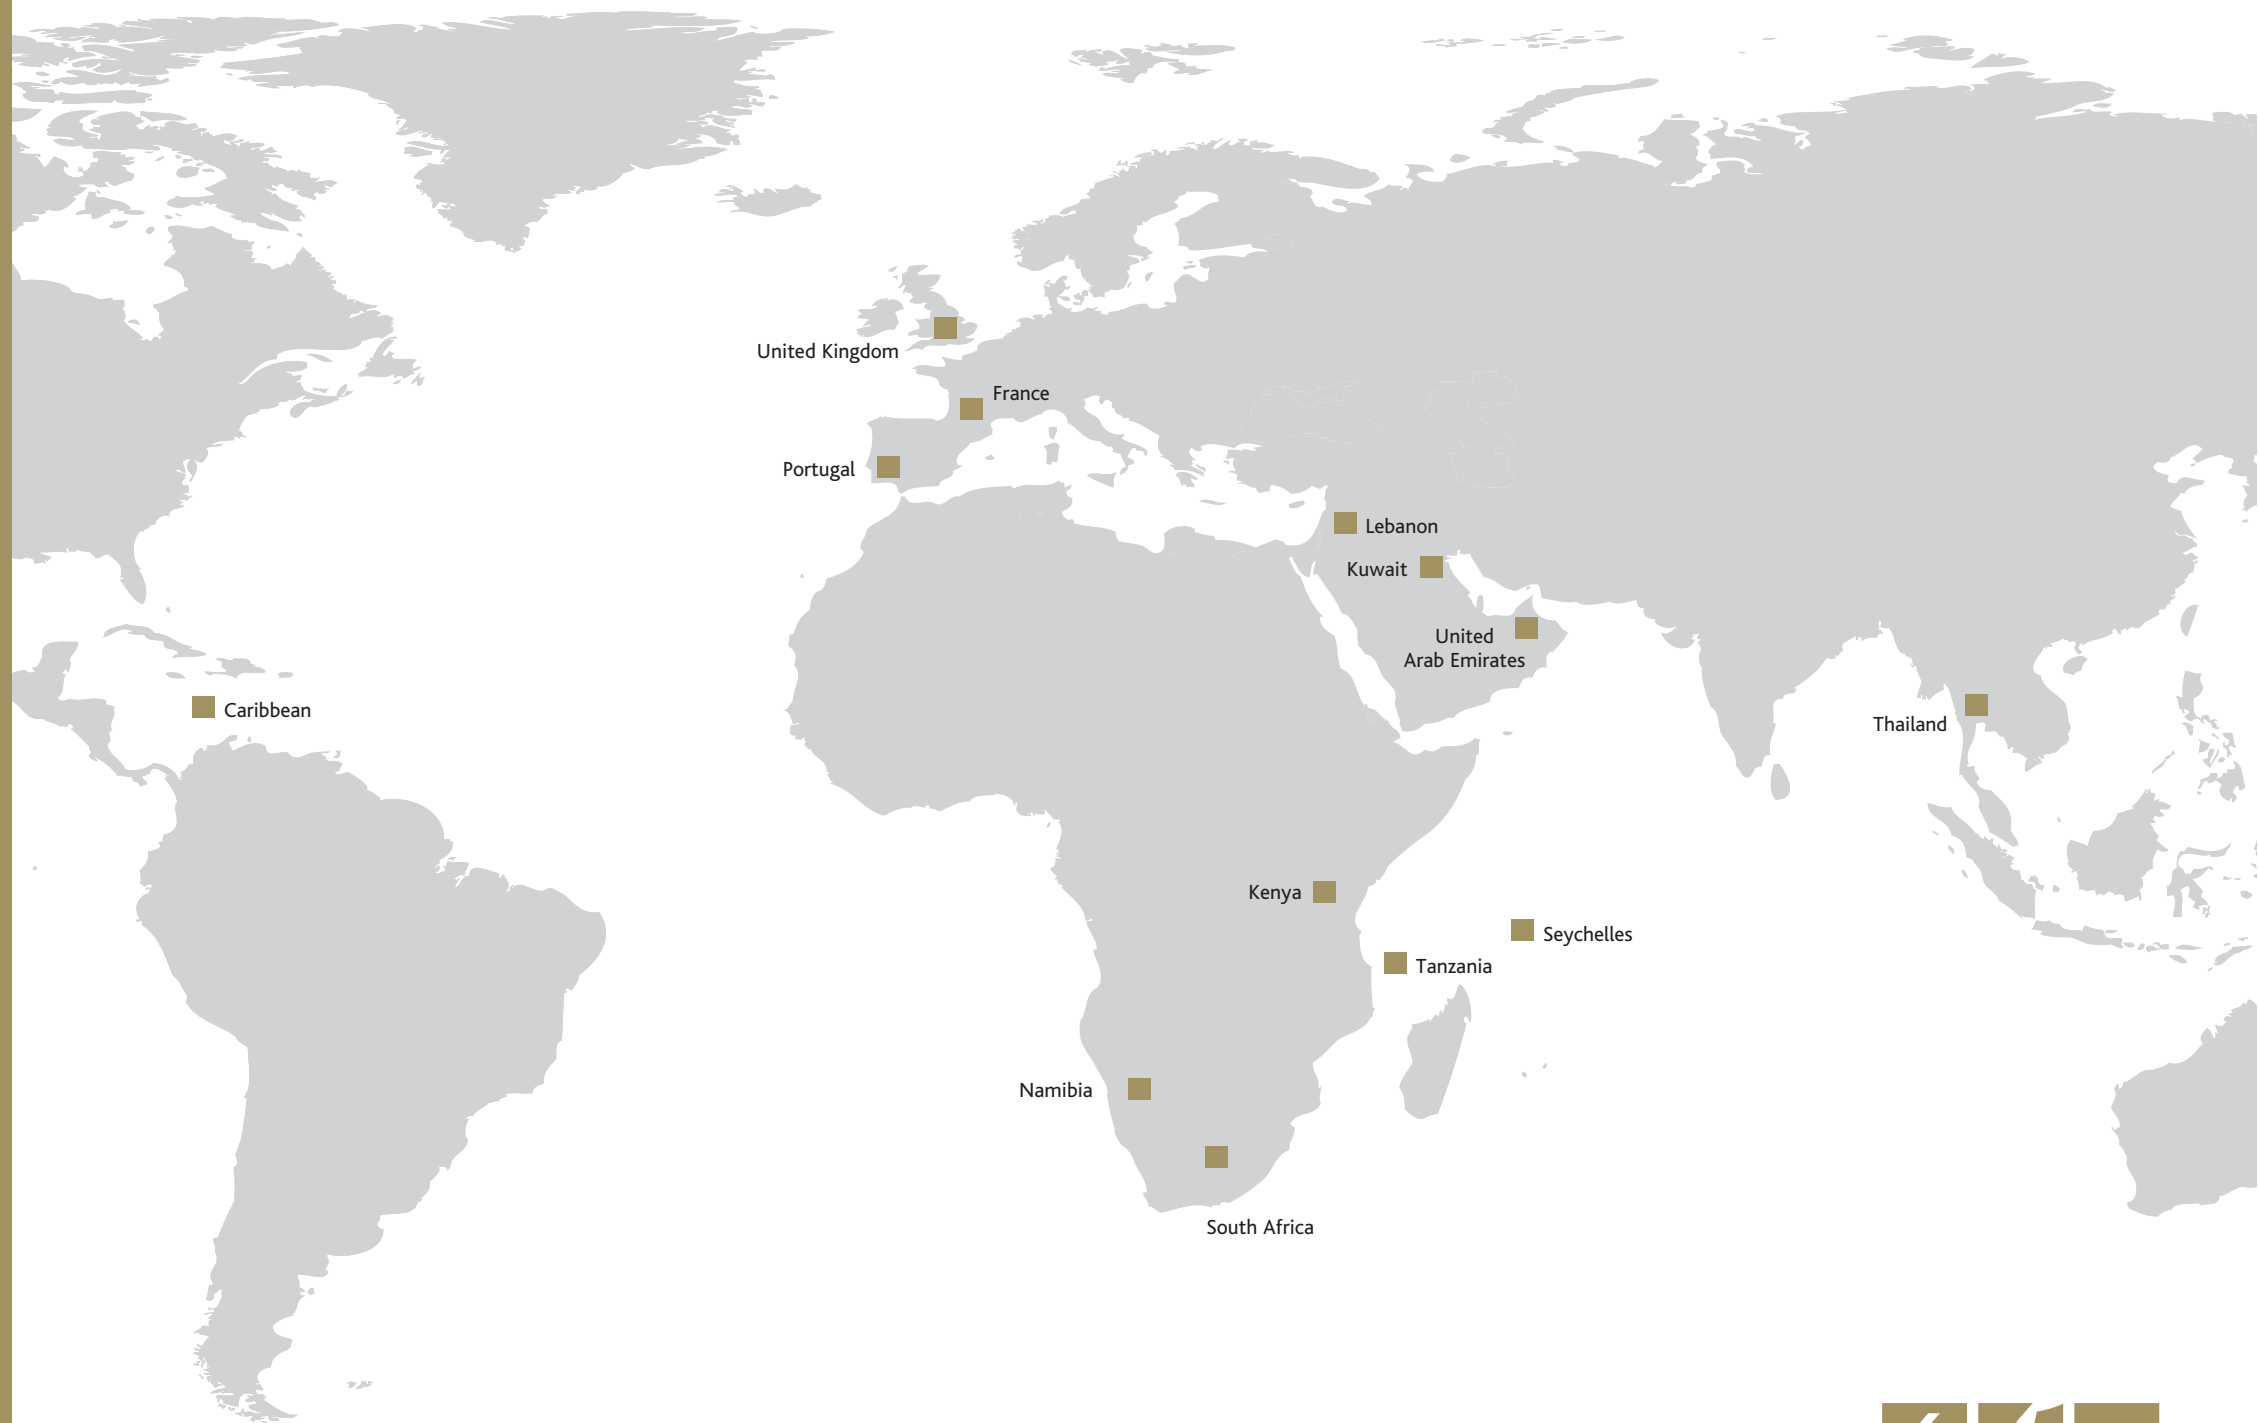 United Kingdom
France
Portugal
Lebanon
Kuwait
United
Arab Emirates
Caribbean
Thailand
Kenya
Seychelles
Tanzania
Namibia
South Africa